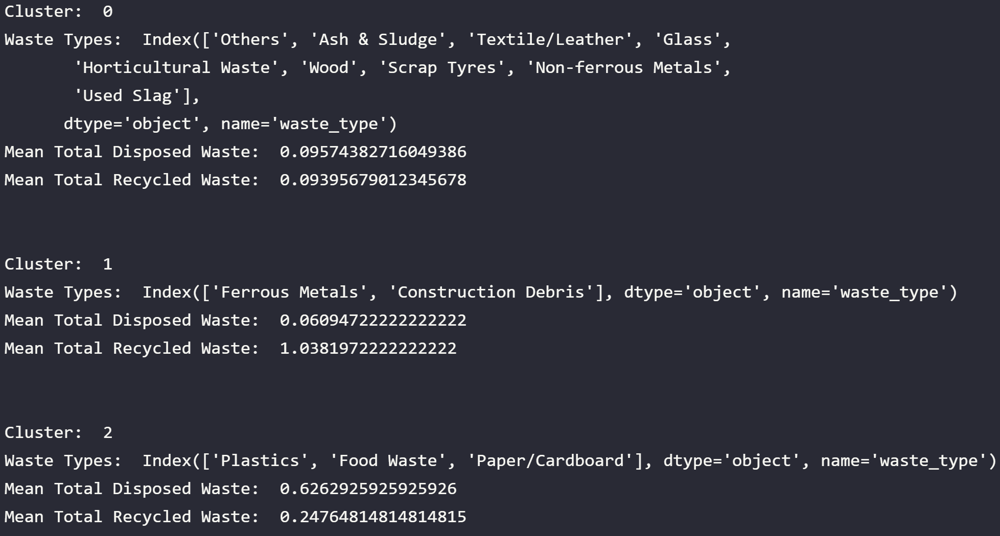 Cluster:  0
Waste Types:  Index(['Others', 'Ash & Sludge', 'Textile/Leather', 'Glass',
       'Horticultural Waste', 'Wood', 'Scrap Tyres', 'Non-ferrous Metals',
       'Used Slag'],
      dtype='object', name='waste_type')
Mean Total Disposed Waste:  0.09574382716049386
Mean Total Recycled Waste:  0.09395679012345678
Cluster:  1
Waste Types:  Index(['Ferrous Metals', 'Construction Debris'], dtype='object', name='waste_type')
Mean Total Disposed Waste:  0.06094722222222222
Mean Total Recycled Waste:  1.0381972222222222
Cluster:  2
Waste Types:  Index(['Plastics', 'Food Waste', 'Paper/Cardboard'], dtype='object', name='waste_type')
Mean Total Disposed Waste:  0.6262925925925926
Mean Total Recycled Waste:  0.24764814814814815